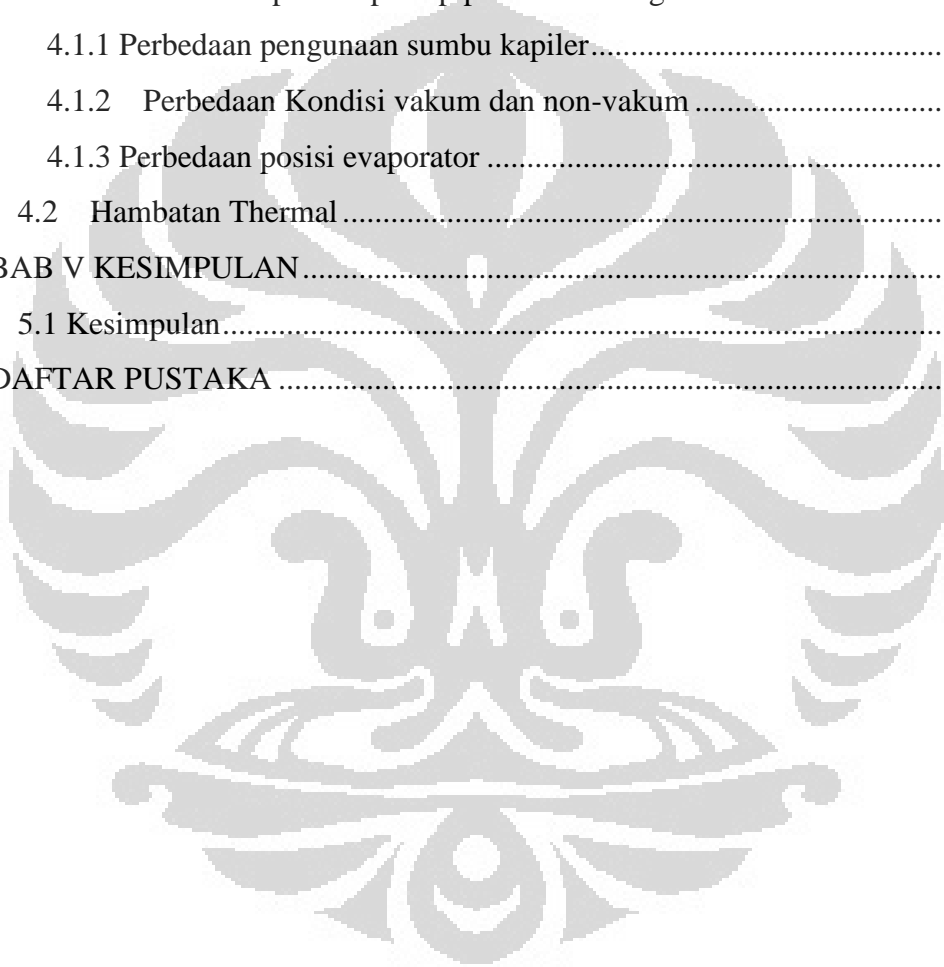 4.1.1 Perbedaan pengunaan sumbu kapiler............................................
4.1.2 Perbedaan Kondisi vakum dan non-vakum ...............................
4.1.3 Perbedaan posisi evaporator .........................................................
4.2 Hambatan Thermal...........................................................................
BAB V KESIMPULAN................................................................................
5.1 Kesimpulan..........................................................................................
DAFTAR PUSTAKA ...................................................................................